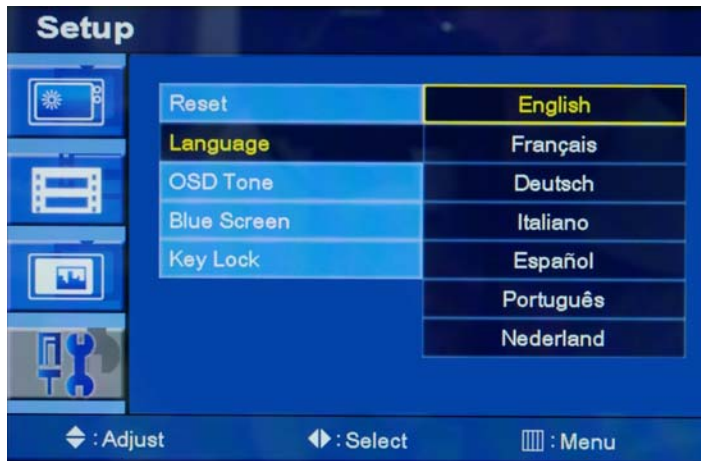 Setup
Reset English
Language Français
OSD Tone Deutsch
Blue Screen Italiano
Key Lock Español
Português
Nederland
: Adjust : Select : Menu